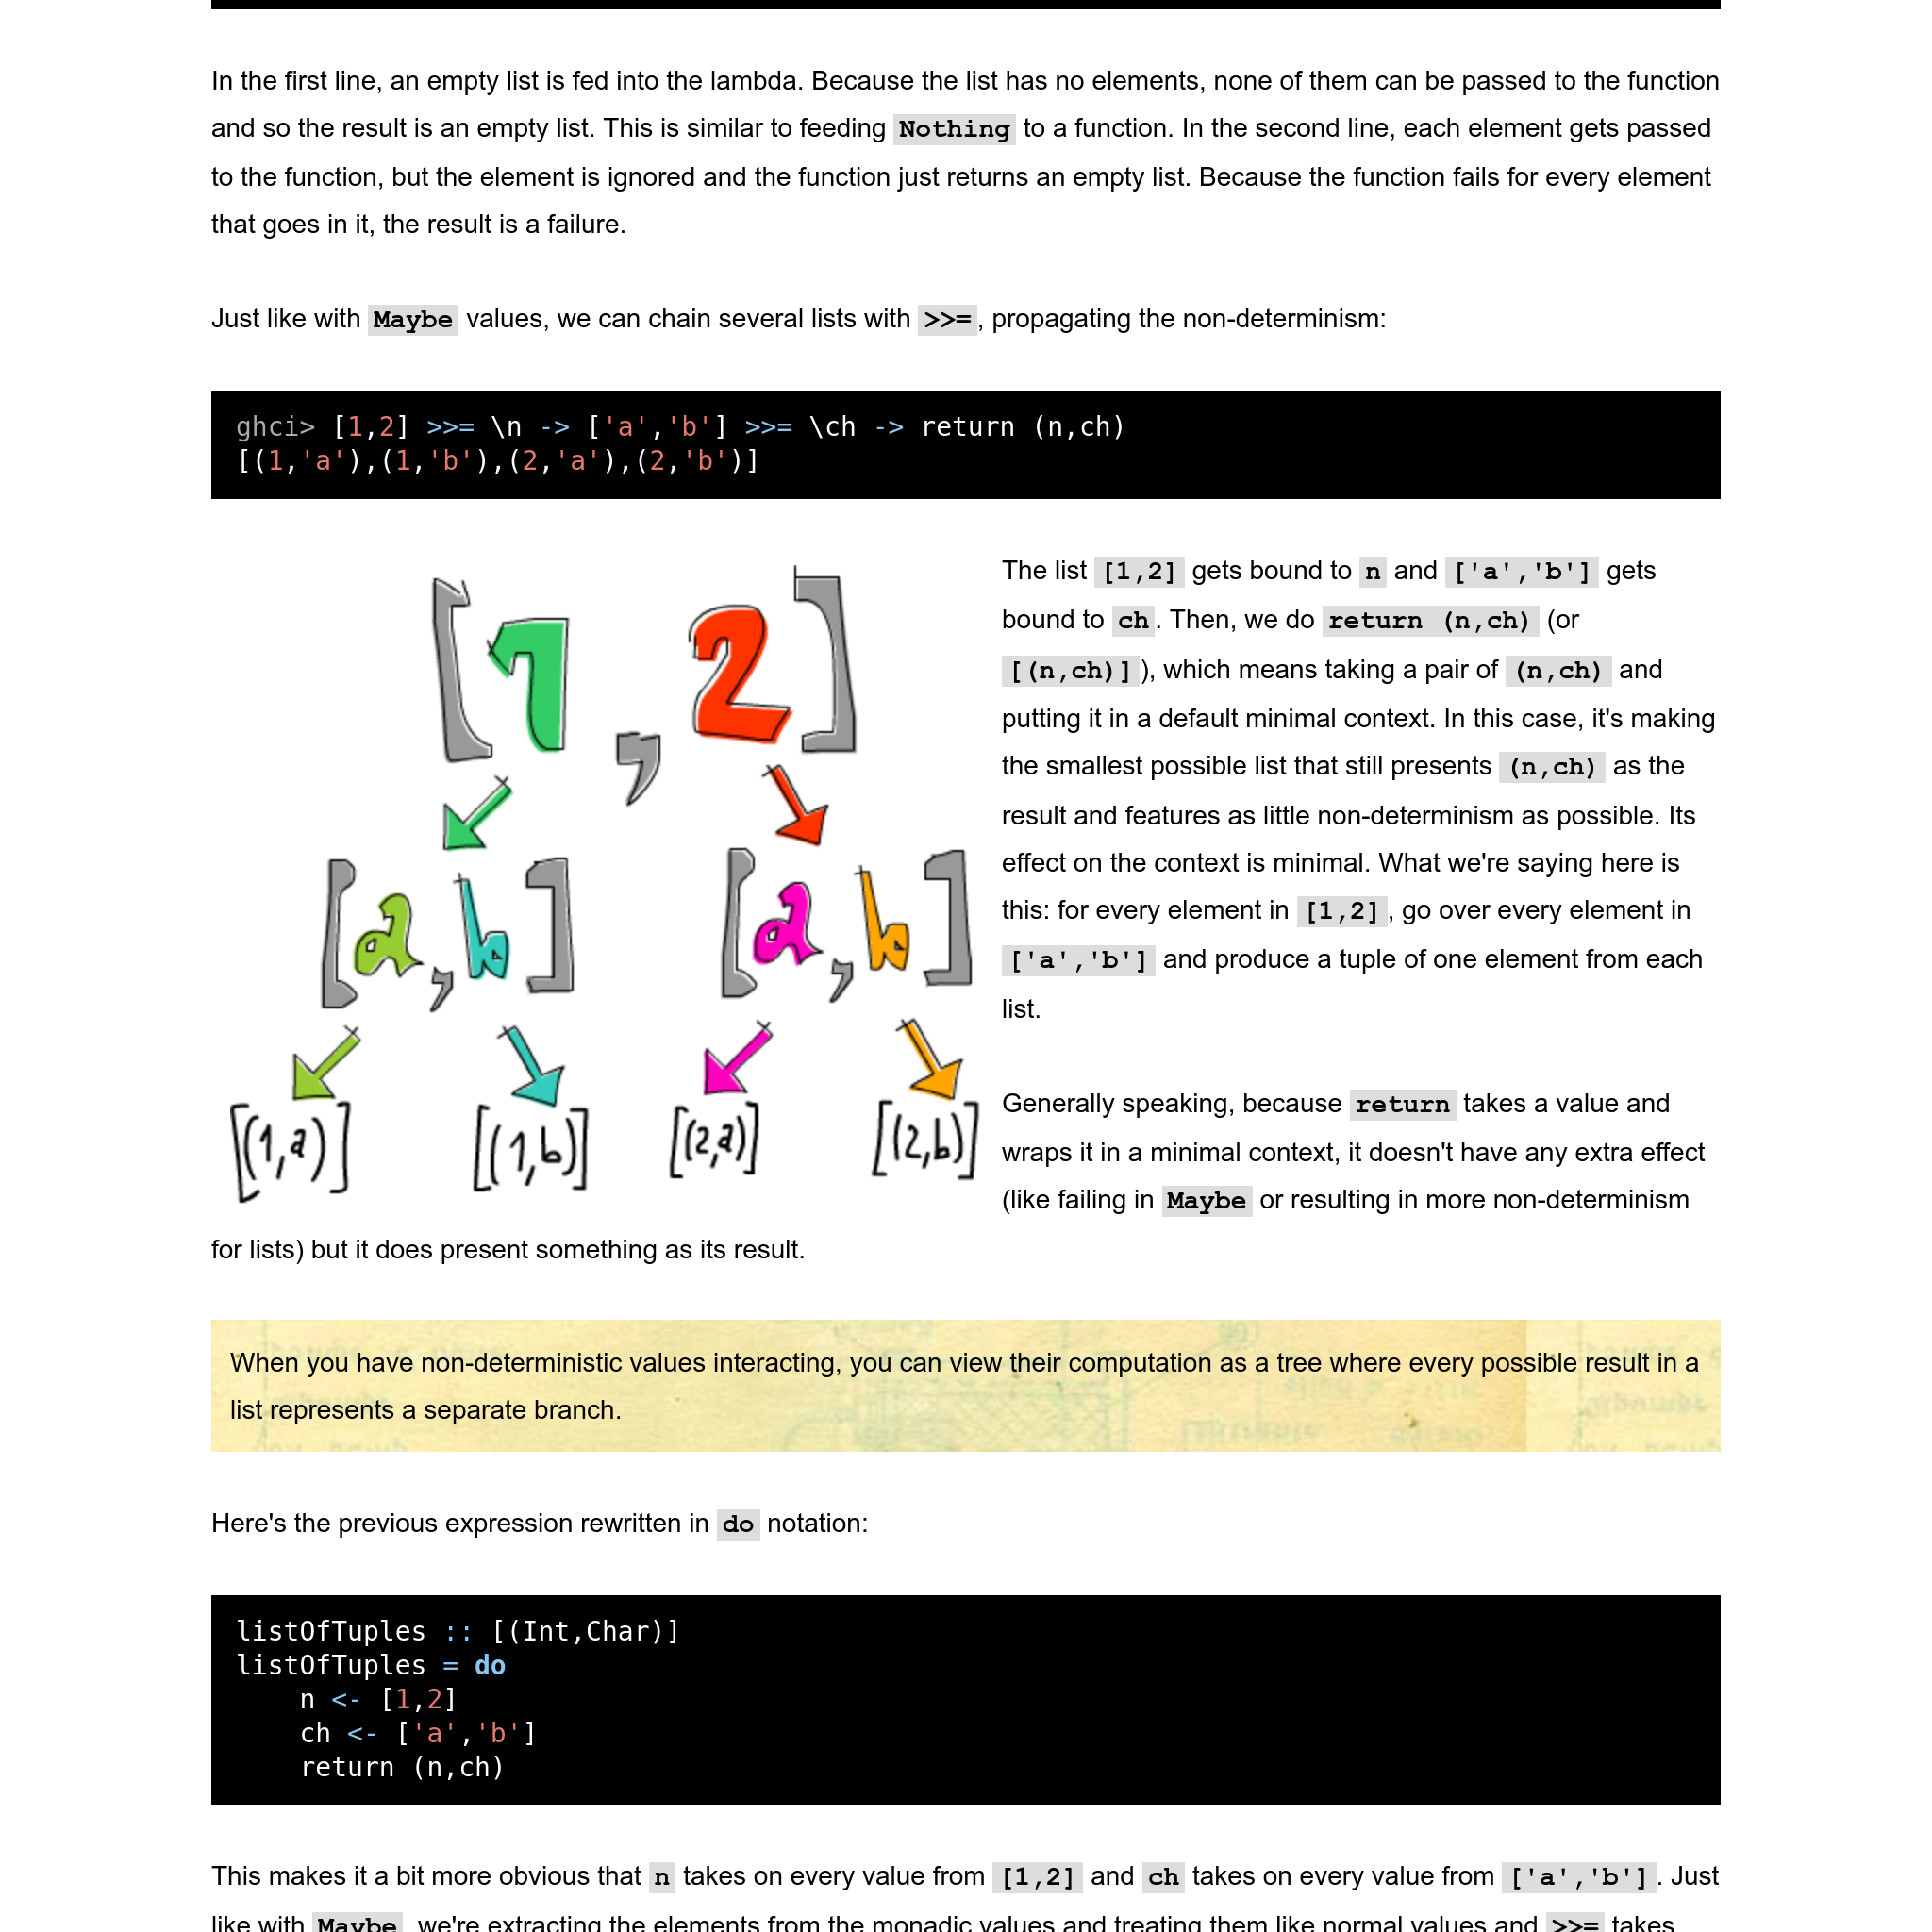 In the first line, an empty list is fed into the lambda. Because the list has no elements, none of them can be passed to the function
and so the result is an empty list. This is similar to feeding Nothing to a function. In the second line, each element gets passed
to the function, but the element is ignored and the function just returns an empty list. Because the function fails for every element
that goes in it, the result is a failure.
Just like with Maybe values, we can chain several lists with >>=, propagating the non-determinism:
ghci> [1,2] >>= \n -> ['a','b'] >>= \ch -> return (n,ch)
[(1,'a'),(1,'b'),(2,'a'),(2,'b')]
[1,2]
[a,b] [a,b]
[(1,a)] [(1,b)] [(2,a)] [(2,b)]
The list [1,2] gets bound to n and ['a','b'] gets
bound to ch. Then, we do return (n,ch) (or
[(n,ch)]), which means taking a pair of (n,ch) and
putting it in a default minimal context. In this case, it's making
the smallest possible list that still presents (n,ch) as the
result and features as little non-determinism as possible. Its
effect on the context is minimal. What we're saying here is
this: for every element in [1,2], go over every element in
['a','b'] and produce a tuple of one element from each
list.
Generally speaking, because return takes a value and
wraps it in a minimal context, it doesn't have any extra effect
(like failing in Maybe or resulting in more non-determinism
for lists) but it does present something as its result.
When you have non-deterministic values interacting, you can view their computation as a tree where every possible result in a
list represents a separate branch.
Here's the previous expression rewritten in do notation:
listOfTuples :: [(Int,Char)]
listOfTuples = do
    n <- [1,2]
    ch <- ['a','b']
    return (n,ch)
This makes it a bit more obvious that n takes on every value from [1,2] and ch takes on every value from ['a','b']. Just
like with Maybe, we're extracting the elements from the monadic values and treating them like normal values and >>= takes